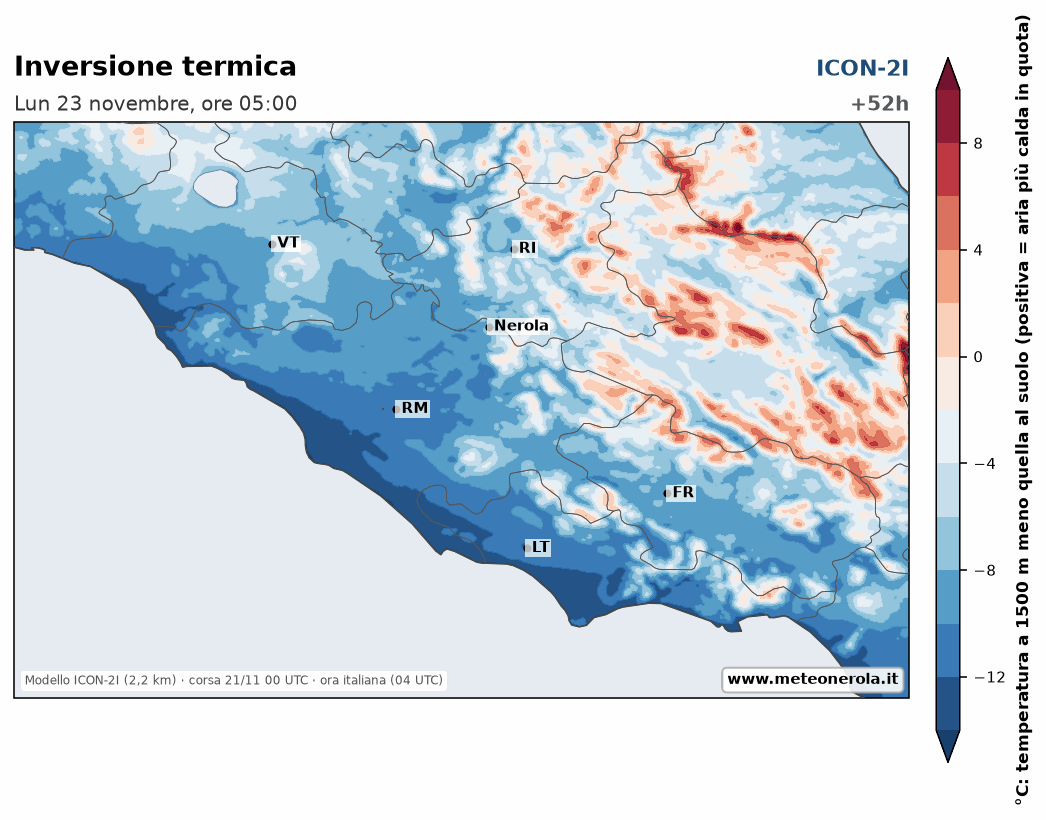 Inversione termica
ICON-2I
Lun 23 novembre, ore 05:00
+52h
VT
RI
Nerola
RM
FR
LT
8
4
0
−4
−8
−12
°C: temperatura a 1500 m meno quella al suolo (positiva = aria più calda in quota)
Modello ICON-2I (2,2 km) · corsa 21/11 00 UTC · ora italiana (04 UTC)
www.meteonerola.it